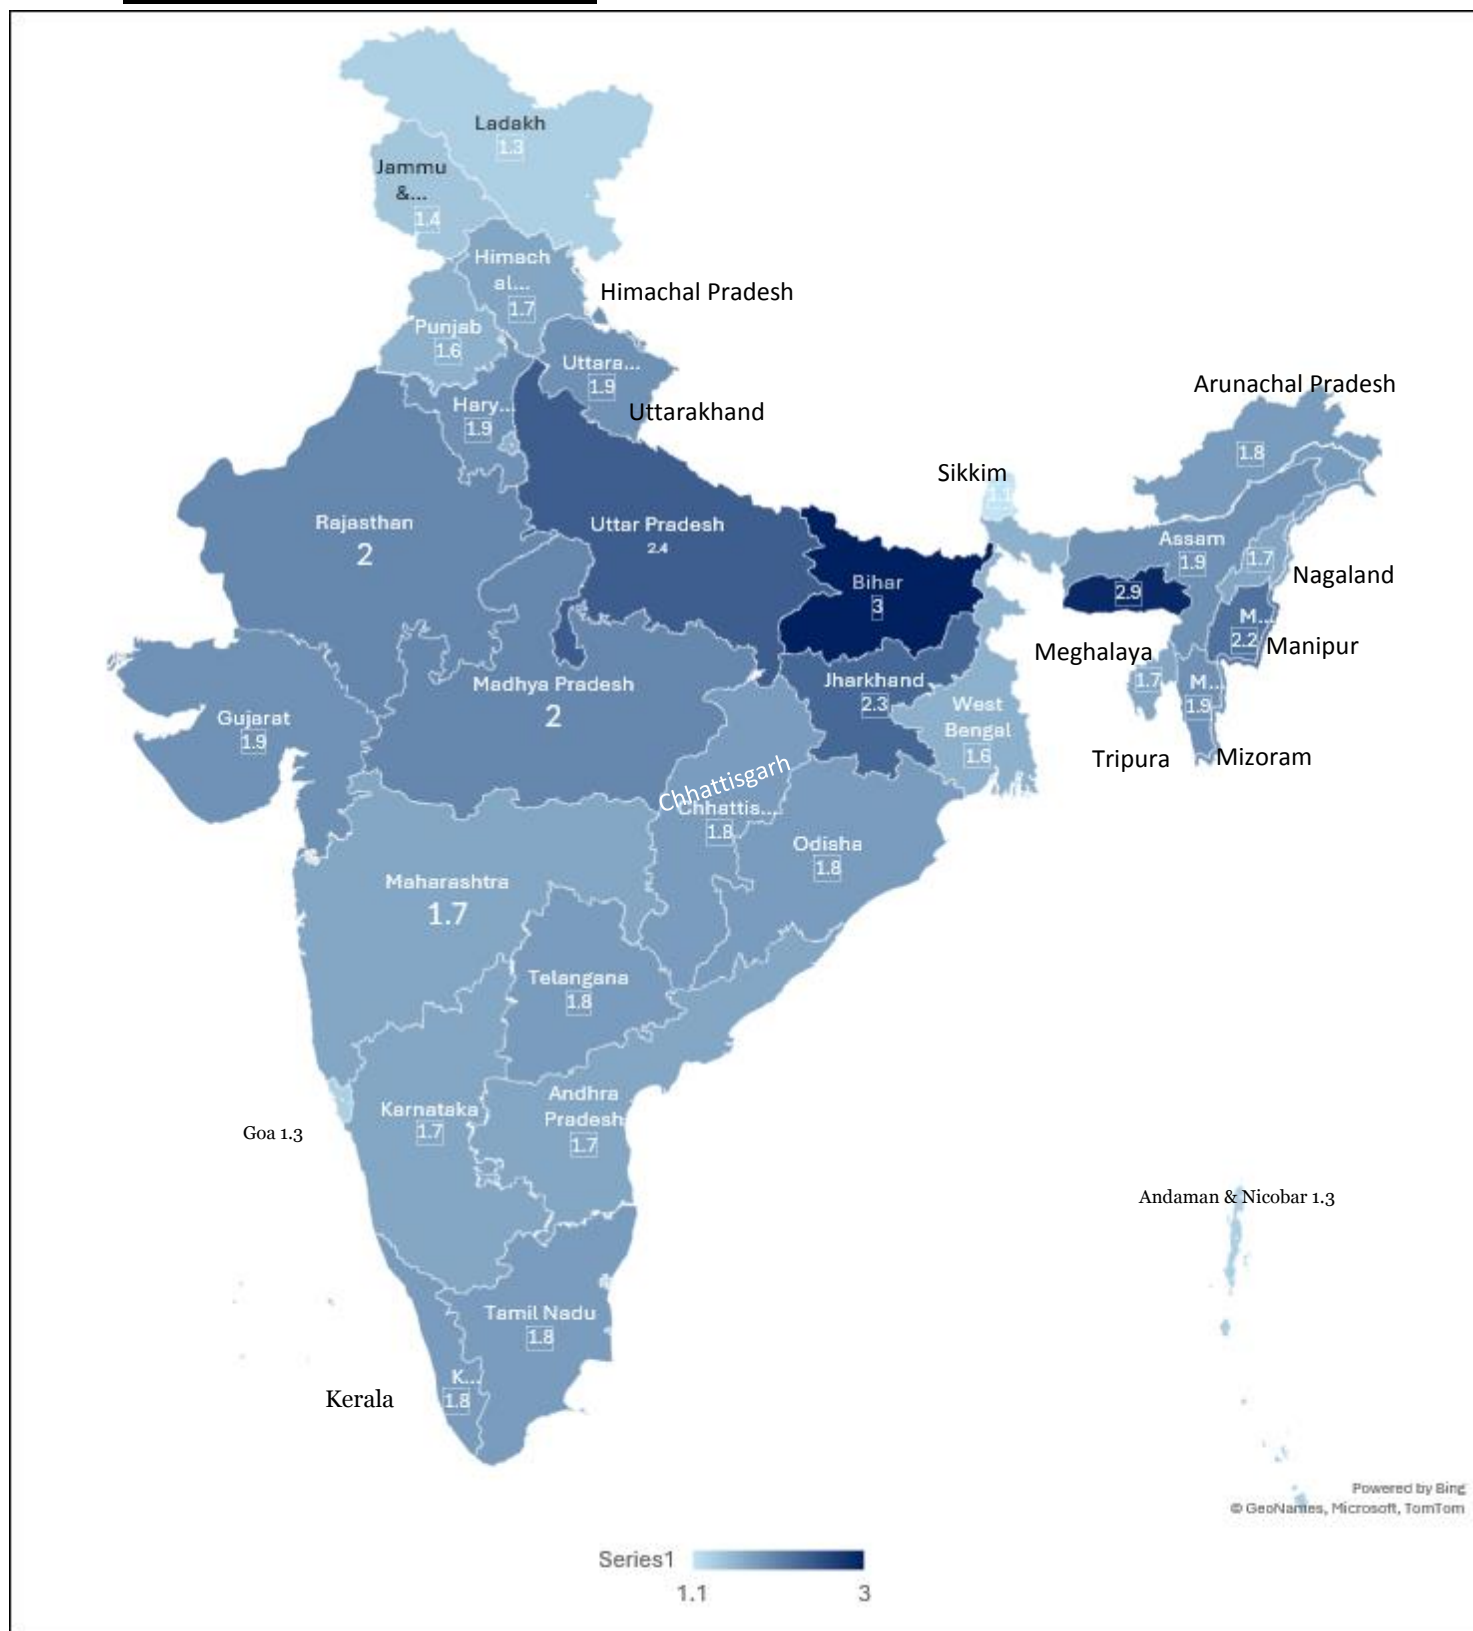 Ladakh
1.3
Jammu
&...
1.4
Himach
al...
1.7
Himachal Pradesh
Punjab
1.6
Uttara...
1.9
Uttarakhand
Hary...
1.9
Arunachal Pradesh
1.8
Sikkim
1.1
Rajasthan
2
Uttar Pradesh
2.4
Bihar
3
Assam
1.9
1.7
Nagaland
2.9
Meghalaya
M...
2.2
Manipur
Madhya Pradesh
2
Jharkhand
2.3
1.7
Tripura
M...
1.9
Mizoram
Gujarat
1.9
West
Bengal
1.6
Chhattisgarh
Chhattis...
1.8
Odisha
1.8
Maharashtra
1.7
Telangana
1.8
Goa 1.3
Karnataka
1.7
Andhra
Pradesh
1.7
Andaman & Nicobar 1.3
Tamil Nadu
1.8
Kerala
K...
1.8
Powered by Bing
© GeoNames, Microsoft, TomTom
Series1
1.1
3